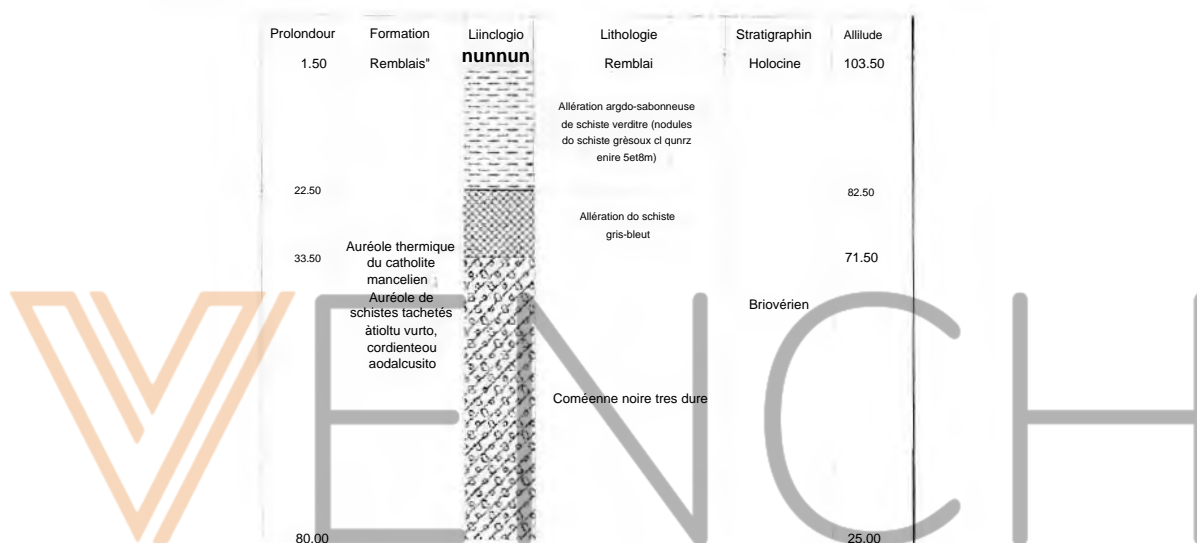 Prolondour Formation Liinclogio Lithologie Stratigraphin Allilude
1.50 Remblais" nunnun Remblai Holocine 103.50
Allération argdo-sabonneuse
de schiste verditre (nodules
do schiste grèsoux cl qunrz
enire 5et8m)
22.50 82.50
Allération do schiste
gris-bleut
33.50 71.50
Auréole thermique
du catholite
mancelien
Auréole de
schistes tachetés
àtioltu vurto,
cordienteou
aodalcusito
Briovérien
Coméenne noire tres dure
80.00 25.00
VENCH